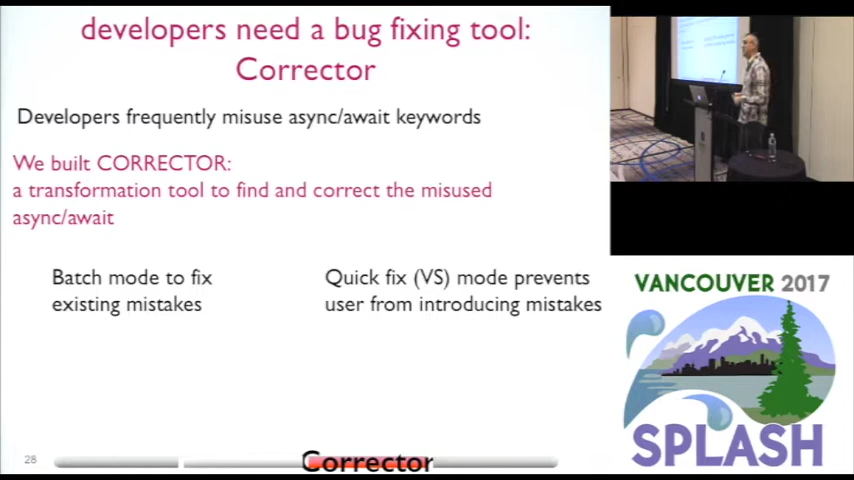 developers need a bug fixing tool:
Corrector
Developers frequently misuse async/await keywords
We built CORRECTOR:
a transformation tool to find and correct the misused
async/await
Batch mode to fix
existing mistakes
Quick fix (VS) mode prevents
user from introducing mistakes
28
Corrector
VANCOUVER 2017
SPLASH